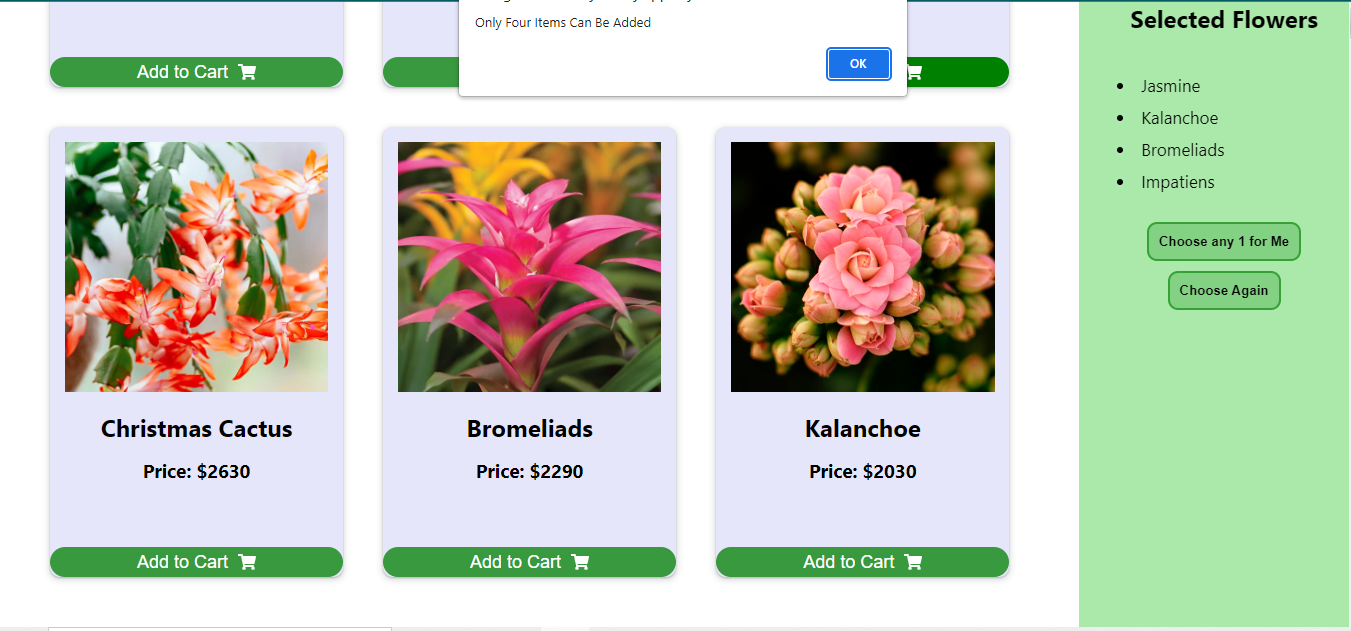 Only Four Items Can Be Added
OK
Selected Flowers
Jasmine
Kalanchoe
Bromeliads
Impatiens
Choose any 1 for Me
Choose Again
Add to Cart
Christmas Cactus
Price: $2630
Add to Cart
Bromeliads
Price: $2290
Add to Cart
Kalanchoe
Price: $2030
Add to Cart